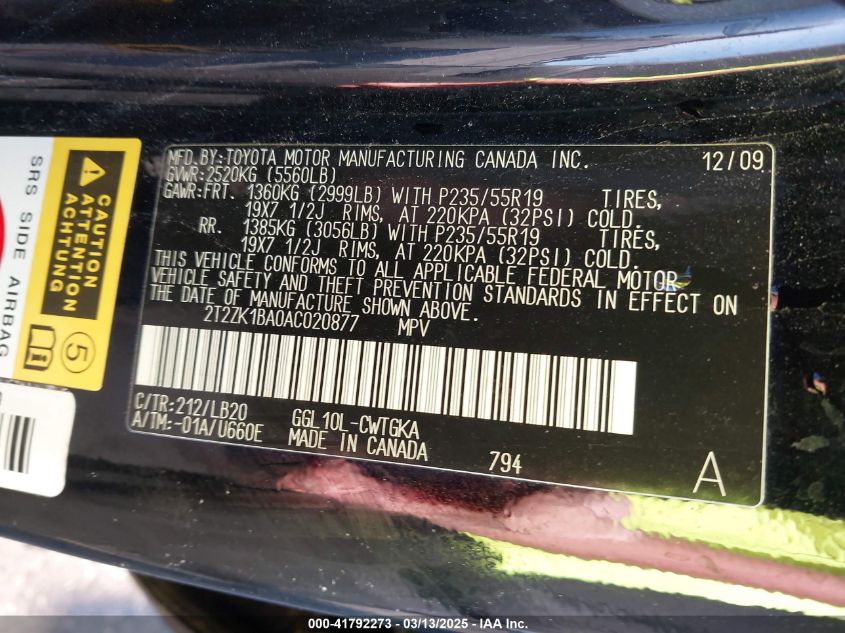 MFD.BY:TOYOTA MOTOR MANUFACTURING CANADA INC. 12/09
GVWR:2520KG (5560LB)
GAWR:FRT. 1360KG (2999LB) WITH P235/55R19 TIRES,
19X7 1/2J RIMS, AT 220KPA (32PSI) COLD.
RR. 1385KG (3056LB) WITH P235/55R19 TIRES,
19X7 1/2J RIMS, AT 220KPA (32PSI) COLD.
THIS VEHICLE CONFORMS TO ALL APPLICABLE FEDERAL MOTOR
VEHICLE SAFETY AND THEFT PREVENTION STANDARDS IN EFFECT ON
THE DATE OF MANUFACTURE SHOWN ABOVE.
2T2ZK1BA0AC020877 MPV
C/TR:212/LB20 GGL10L-CWTGKA
A/TM:-01A/U660E MADE IN CANADA
794
A
SRS SIDE AIRBAG
CAUTION
ATTENTION
ACHTUNG
5
000-41792273 - 03/13/2025 -